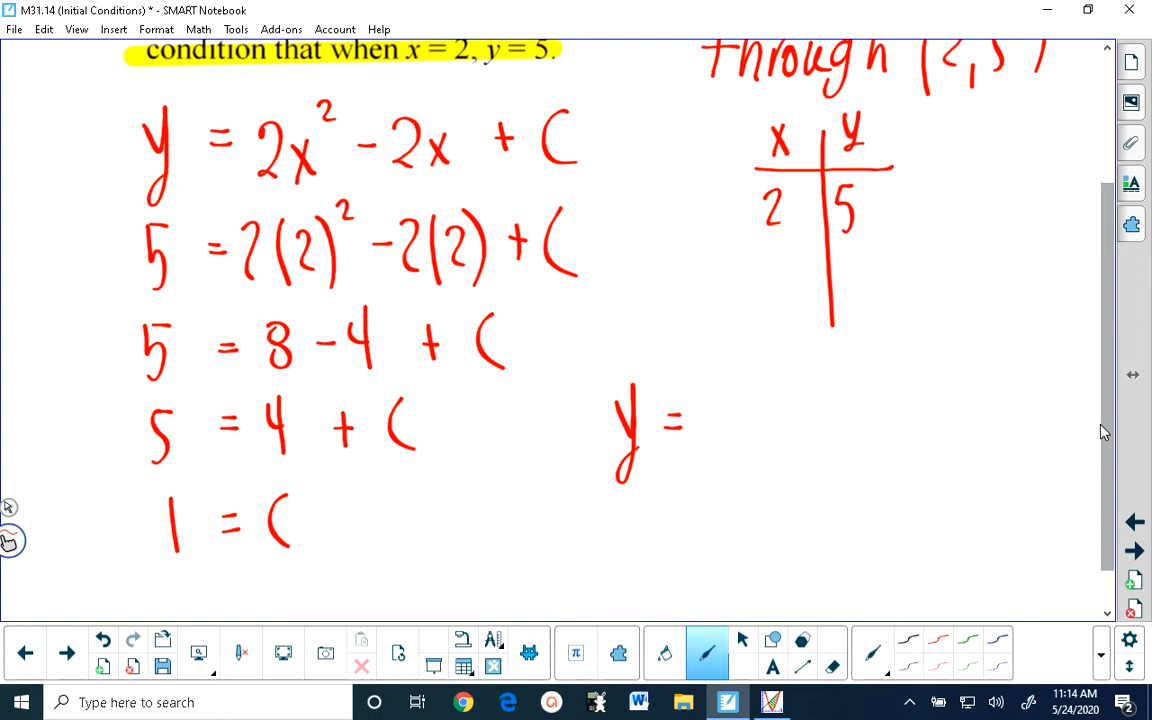 M31.14 (Initial Conditions) * - SMART Notebook
File Edit View Insert Format Math Tools Add-ons Account Help
condition that when x = 2, y = 5.
through (2,5)
y = 2x² - 2x + C
5 = 2(2)² - 2(2) + C
5 = 8 - 4 + C
5 = 4 + C
1 = C
x y
2 5
y =
Type here to search
11:14 AM
5/24/2020
2